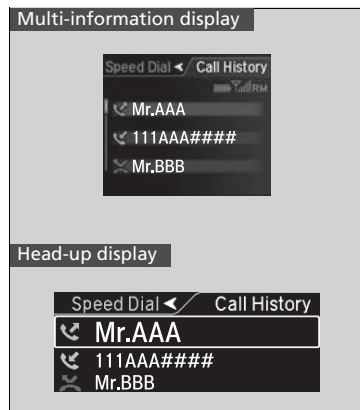 Multi-information display
Speed Dial Call History
RM
Mr.AAA
111AAA####
Mr.BBB
Head-up display
Speed Dial Call History
Mr.AAA
111AAA####
Mr.BBB